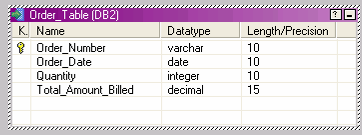 Order_Table (DB2)
K. Name Datatype Length/Precision
Order_Number varchar 10
Order_Date date 10
Quantity integer 10
Total_Amount_Billed decimal 15